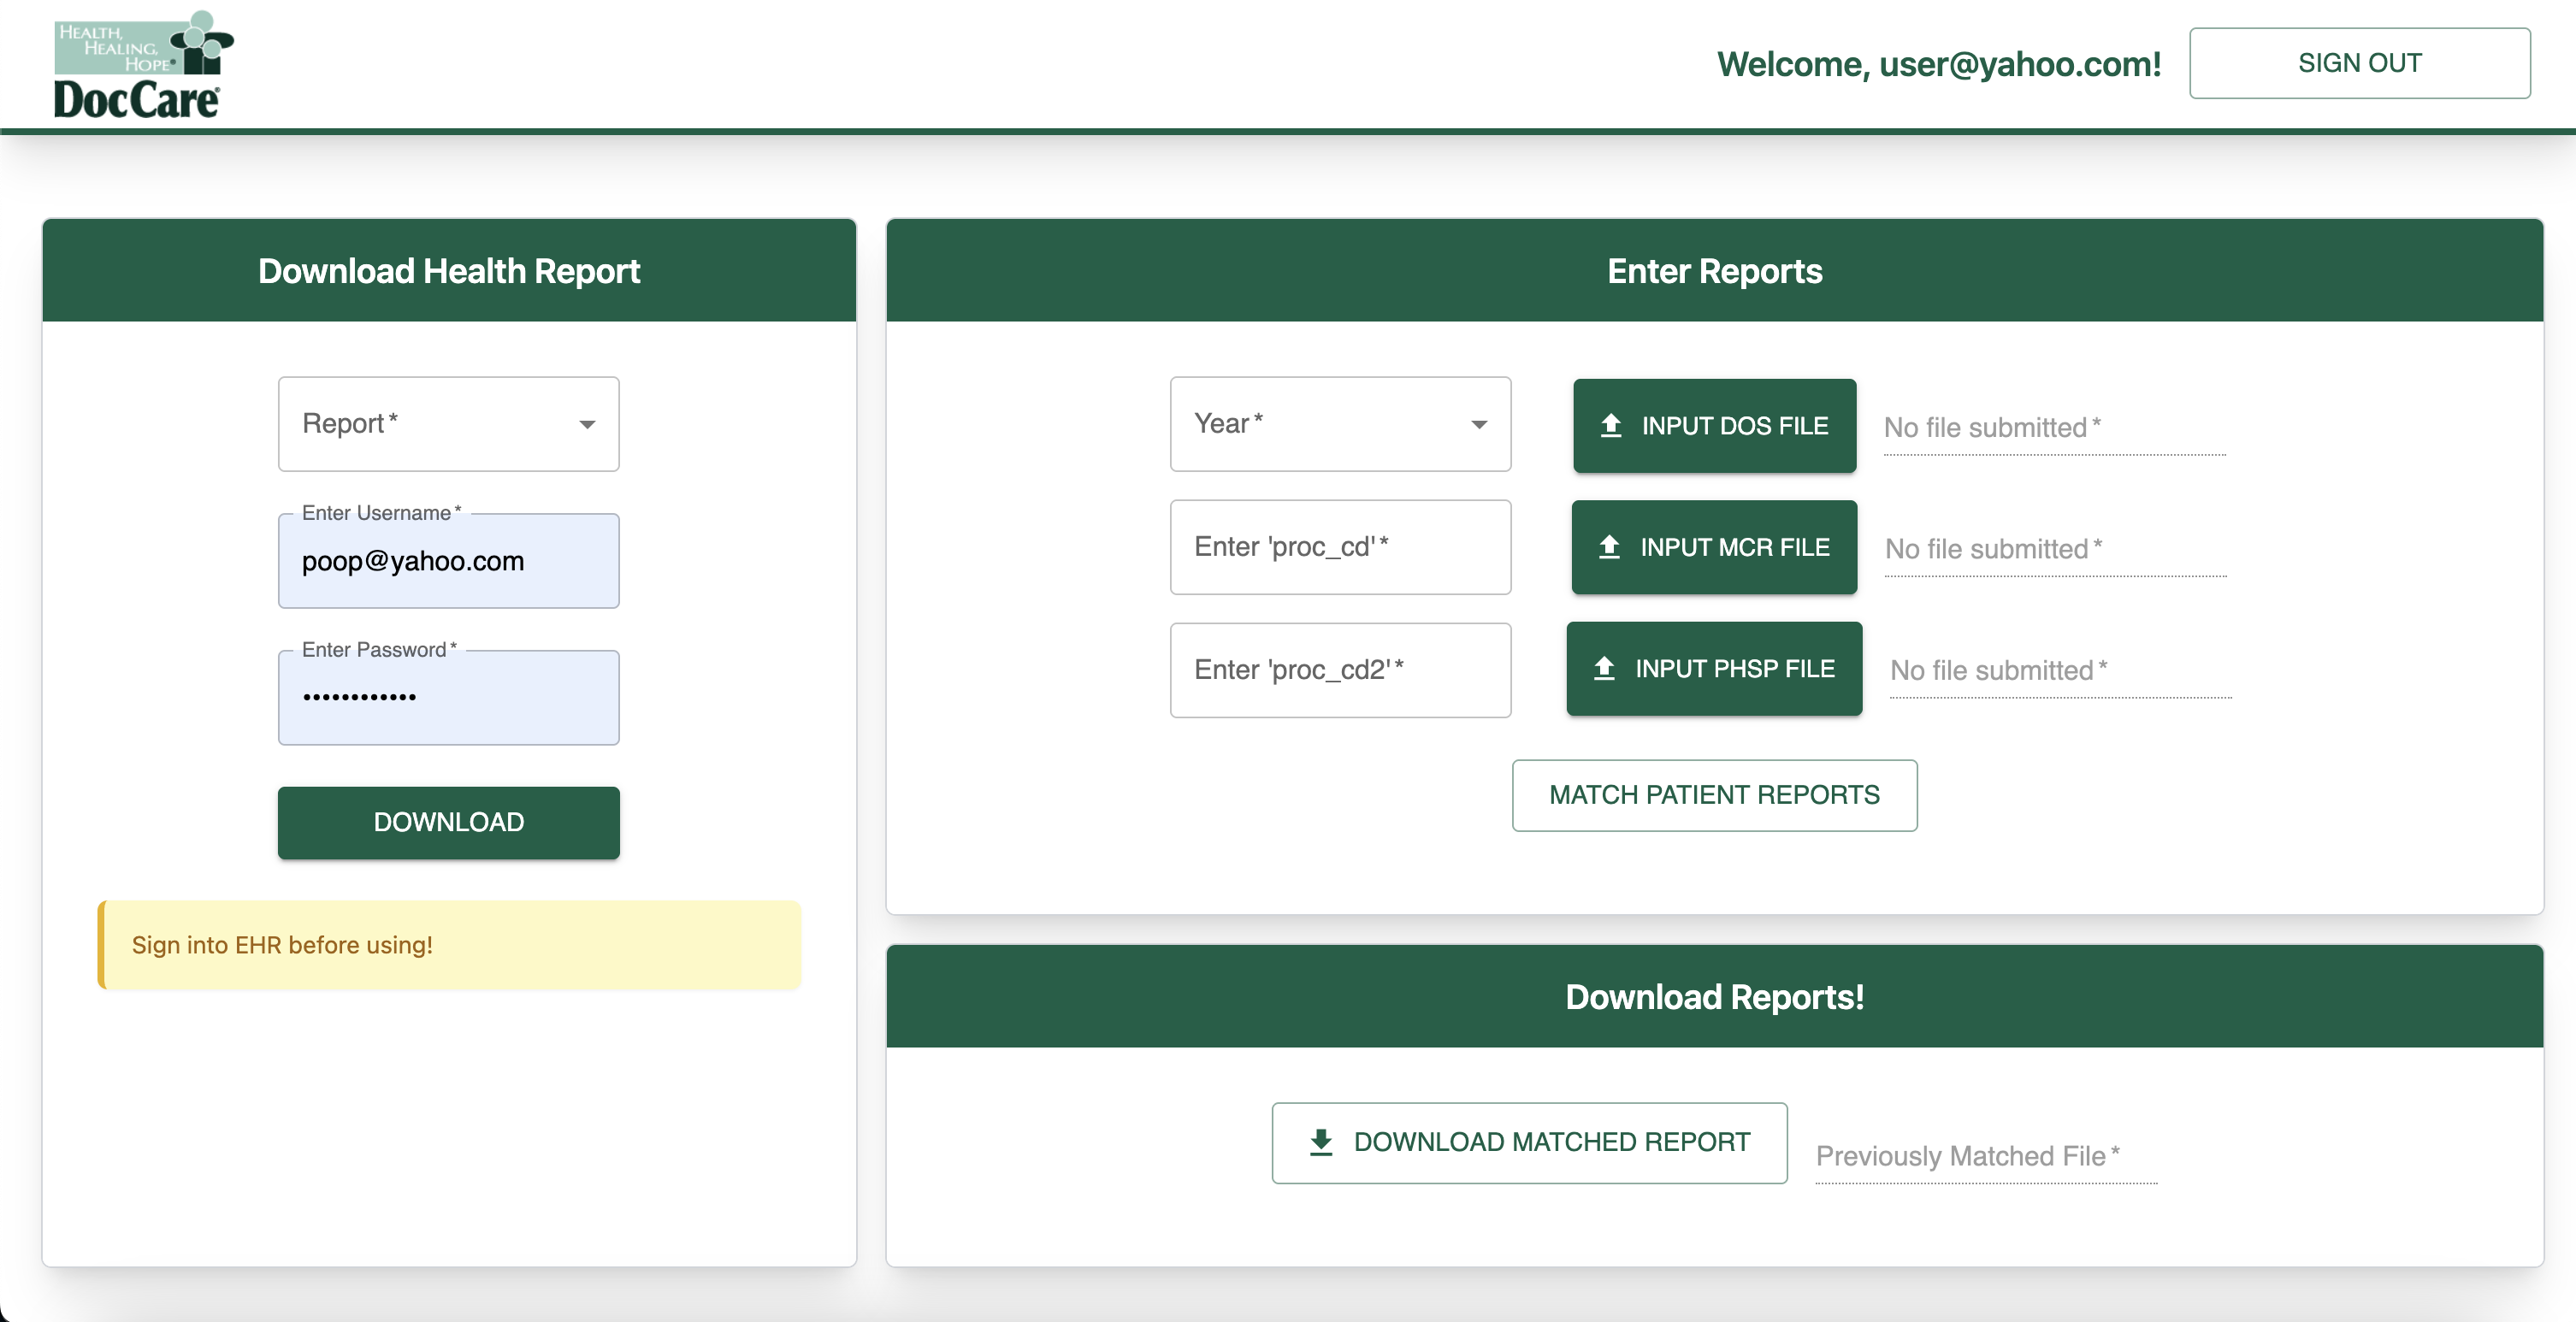 HEALTH,
HEALING,
HOPE
DocCare®
Welcome, user@yahoo.com!
SIGN OUT
Download Health Report
Report *
Enter Username *
poop@yahoo.com
Enter Password *
••••••••••••
DOWNLOAD
Sign into EHR before using!
Enter Reports
Year *
INPUT DOS FILE
No file submitted *
Enter 'proc_cd' *
INPUT MCR FILE
No file submitted *
Enter 'proc_cd2' *
INPUT PHSP FILE
No file submitted *
MATCH PATIENT REPORTS
Download Reports!
DOWNLOAD MATCHED REPORT
Previously Matched File *